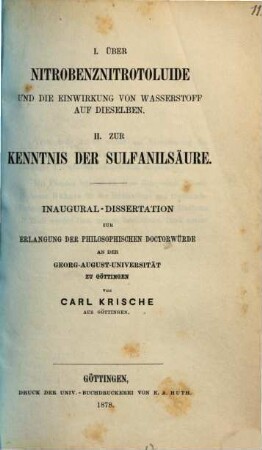 11
I. ÜBER
NITROBENZNITROTOLUIDE
UND DIE EINWIRKUNG VON WASSERSTOFF
AUF DIESELBEN.
II. ZUR
KENNTNIS DER SULFANILSÄURE.
INAUGURAL-DISSERTATION
ZUR
ERLANGUNG DER PHILOSOPHISCHEN DOCTORWÜRDE
AN DER
GEORG-AUGUST-UNIVERSITÄT
ZU GÖTTINGEN
VON
CARL KRISCHE
AUS GÖTTINGEN.
GÖTTINGEN,
DRUCK DER UNIV.-BUCHDRUCKEREI VON E. A. HUTH.
1878.